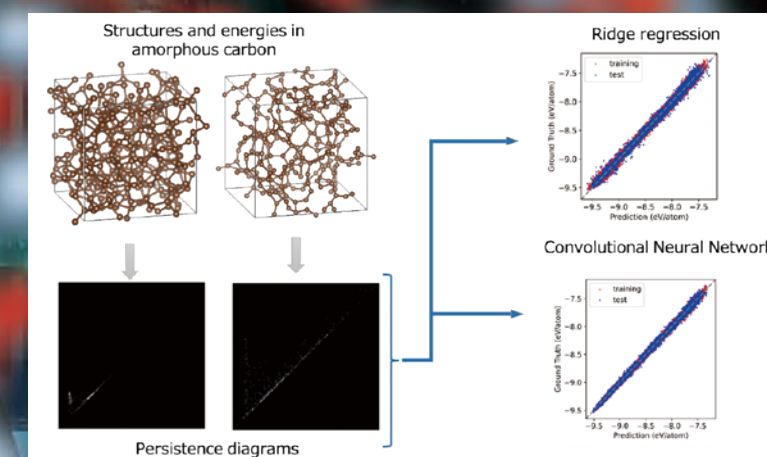 Structures and energies in
amorphous carbon
Persistence diagrams
Ridge regression
training
test
Ground Truth (eV/atom)
−7.5
−8.0
−8.5
−9.0
−9.5
−9.5 −9.0 −8.5 −8.0 −7.5
Prediction (eV/atom)
Convolutional Neural Network
training
test
Ground Truth (eV/atom)
−7.5
−8.0
−8.5
−9.0
−9.5
−9.5 −9.0 −8.5 −8.0 −7.5
Prediction (eV/atom)